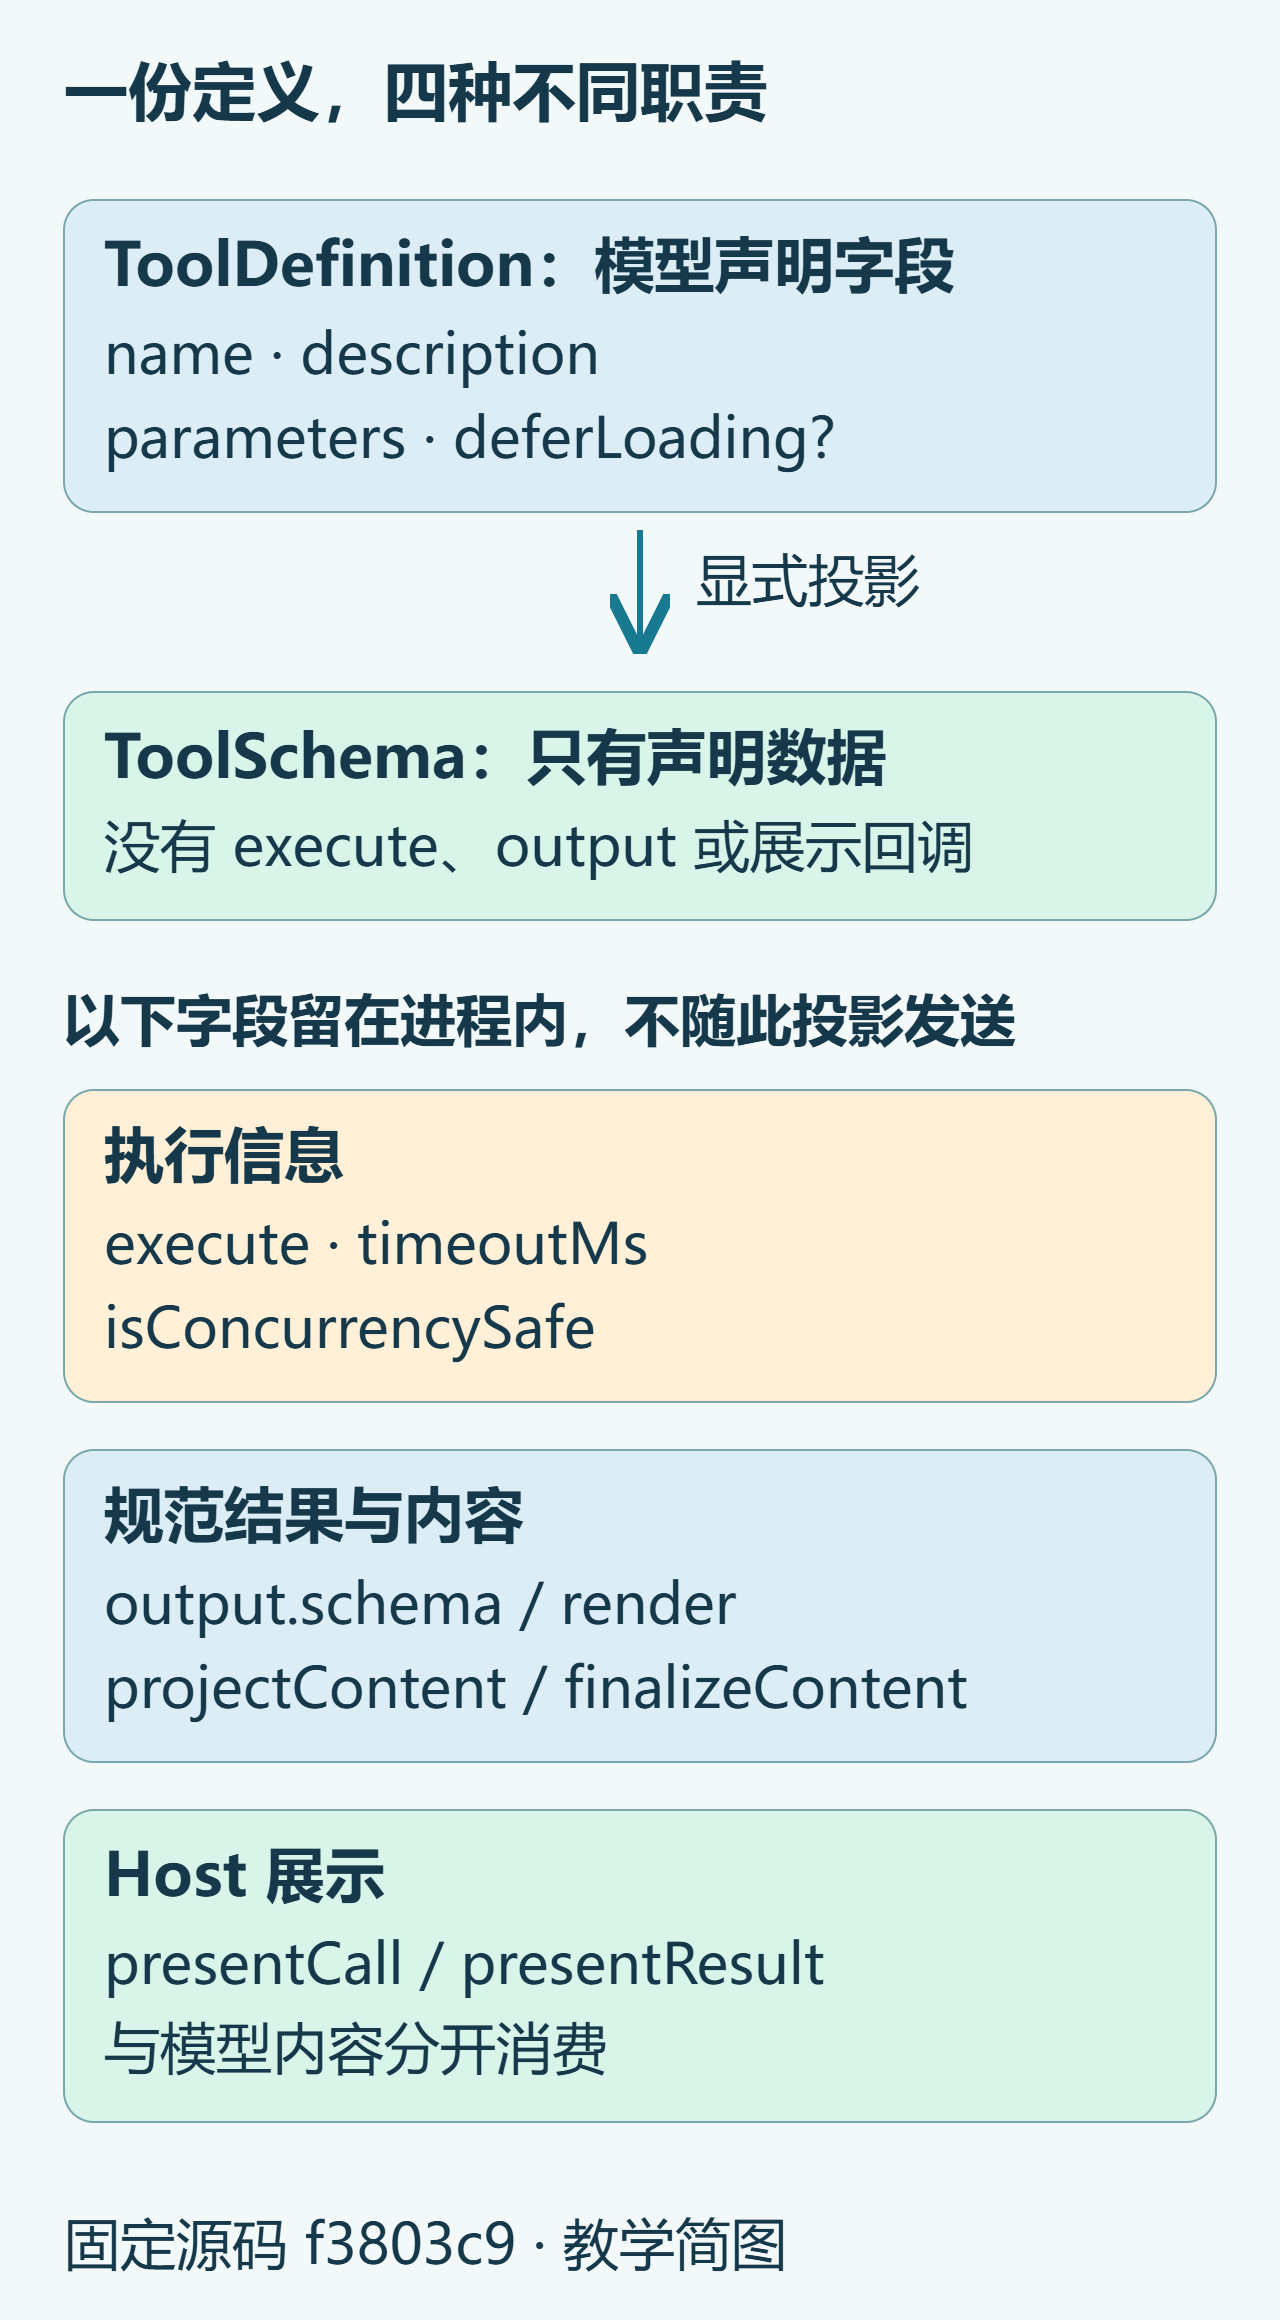 一份定义，四种不同职责
ToolDefinition：模型声明字段
name · description
parameters · deferLoading?
显式投影
ToolSchema：只有声明数据
没有 execute、output 或展示回调
以下字段留在进程内，不随此投影发送
执行信息
execute · timeoutMs
isConcurrencySafe
规范结果与内容
output.schema / render
projectContent / finalizeContent
Host 展示
presentCall / presentResult
与模型内容分开消费
固定源码 f3803c9 · 教学简图